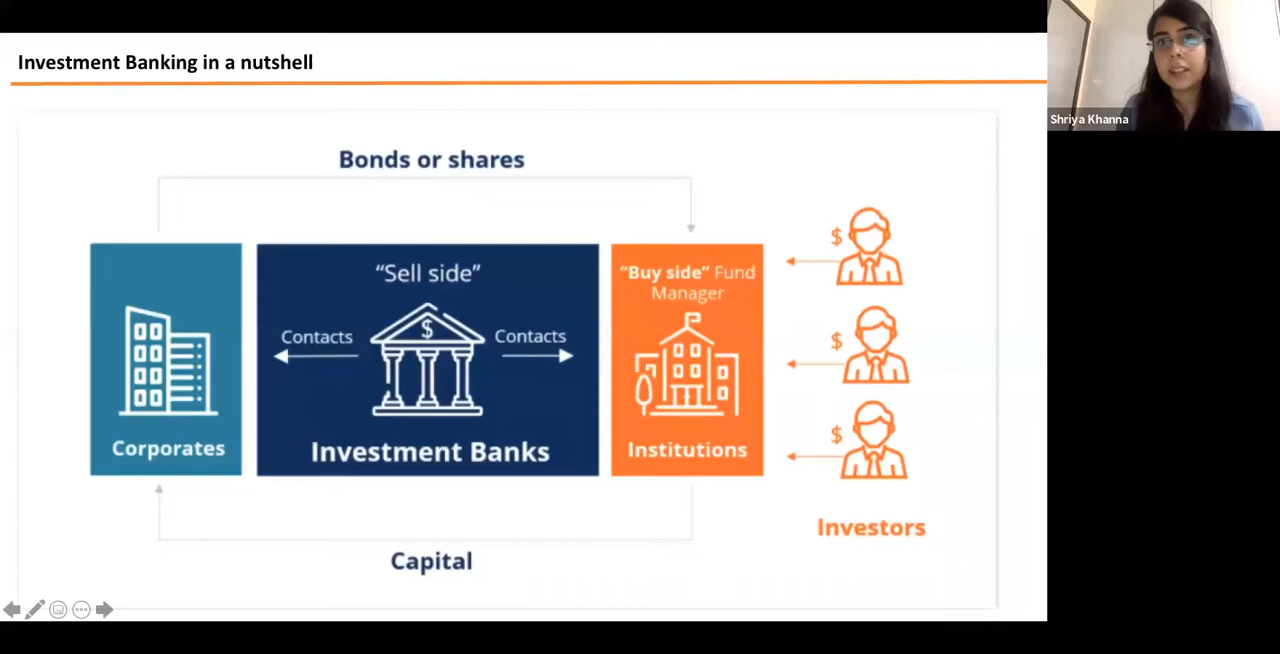 Investment Banking in a nutshell
Shriya Khanna
Bonds or shares
“Sell side”
“Buy side” Fund
Manager
$
Contacts
$
Contacts
$
Corporates
Investment Banks
Institutions
$
Investors
Capital